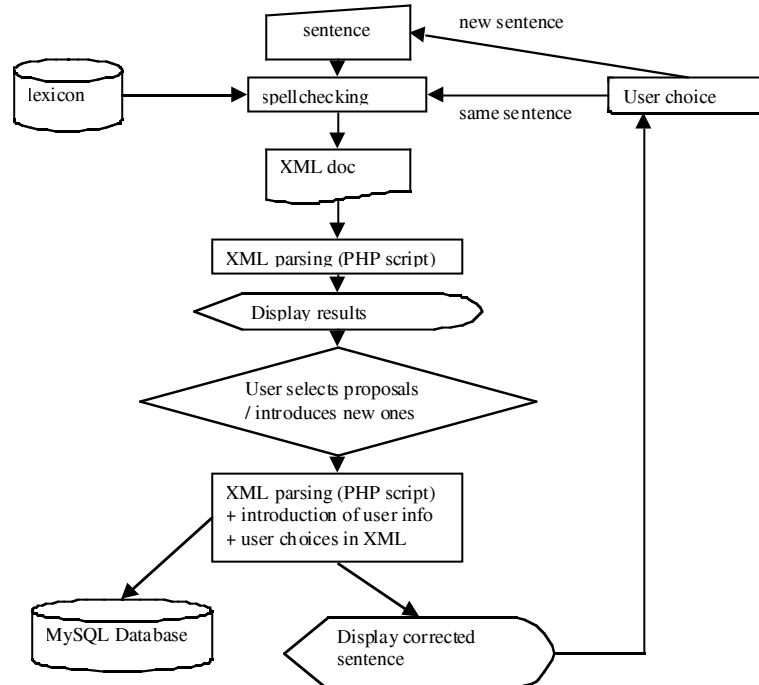 new sentence
sentence
lexicon
spellchecking
same sentence
User choice
XML doc
XML parsing (PHP script)
Display results
User selects proposals
/ introduces new ones
XML parsing (PHP script)
+ introduction of user info
+ user choices in XML
MySQL Database
Display corrected
sentence